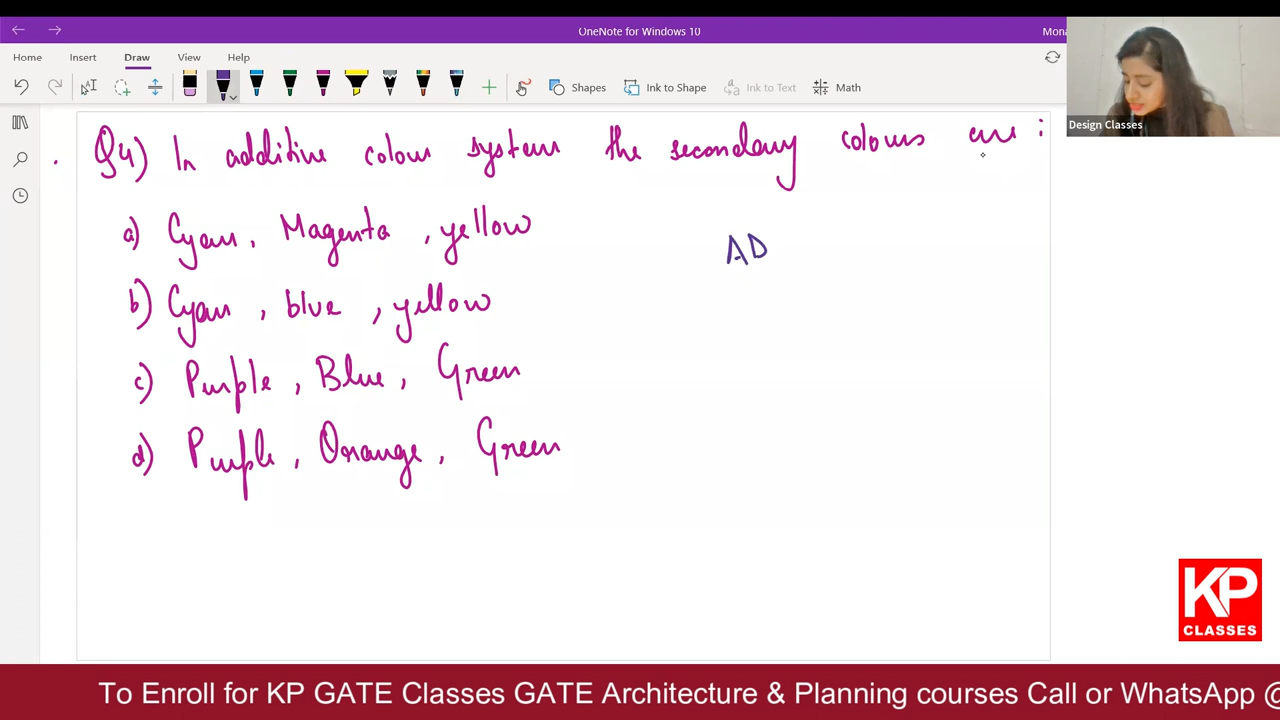 OneNote for Windows 10
Mona
Home Insert Draw View Help
Shapes Ink to Shape Ink to Text Math
Design Classes
Q4) In additive colour system the secondary colours are :
a) Cyan, Magenta, yellow
AD
b) Cyan, blue, yellow
c) Purple, Blue, Green
d) Purple, Orange, Green
KP
CLASSES
To Enroll for KP GATE Classes GATE Architecture & Planning courses Call or WhatsApp @